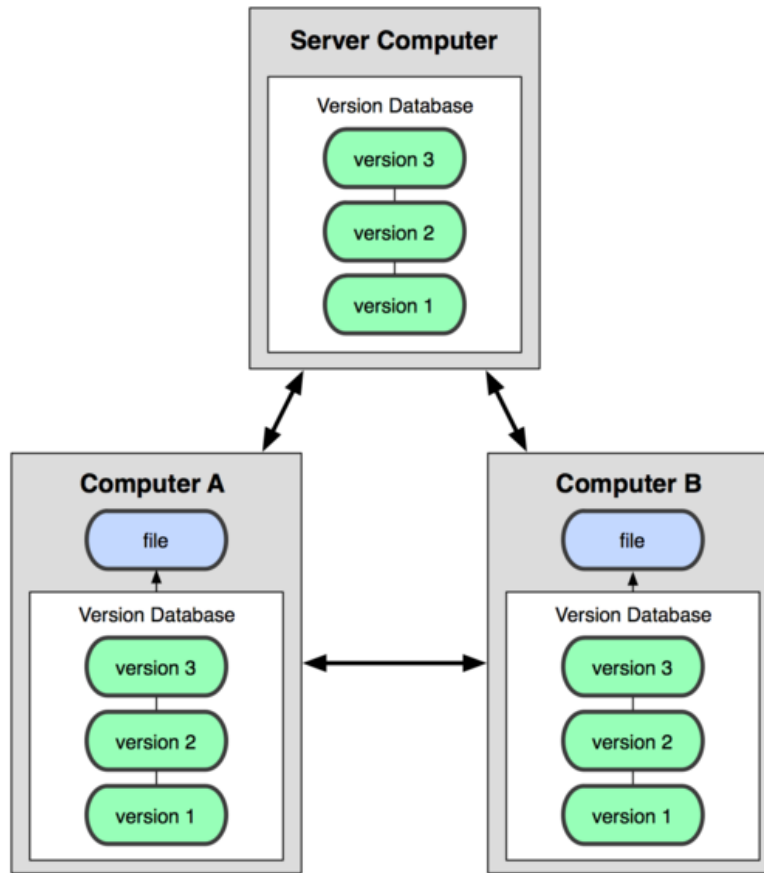 Server Computer
Version Database
version 3
version 2
version 1
Computer A
file
Version Database
version 3
version 2
version 1
Computer B
file
Version Database
version 3
version 2
version 1